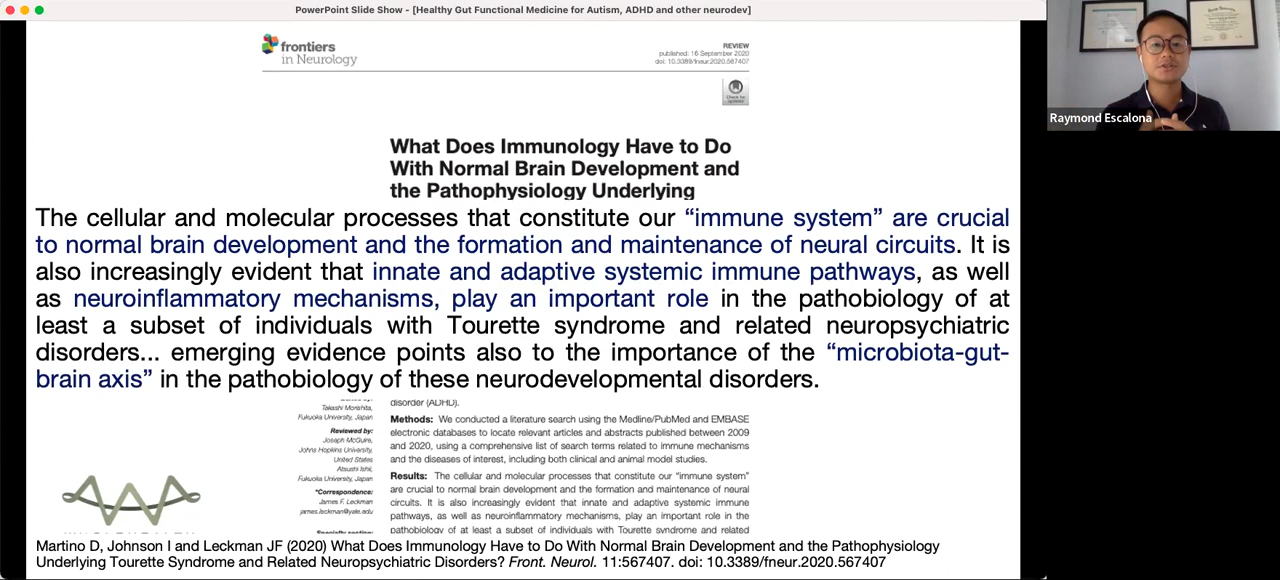 PowerPoint Slide Show - [Healthy Gut Functional Medicine for Autism, ADHD and other neurodev]
frontiers
in Neurology
REVIEW
published: 16 September 2020
doi: 10.3389/fneur.2020.567407
Check for
updates
What Does Immunology Have to Do
With Normal Brain Development and
the Pathophysiology Underlying
The cellular and molecular processes that constitute our “immune system” are crucial
to normal brain development and the formation and maintenance of neural circuits. It is
also increasingly evident that innate and adaptive systemic immune pathways, as well
as neuroinflammatory mechanisms, play an important role in the pathobiology of at
least a subset of individuals with Tourette syndrome and related neuropsychiatric
disorders... emerging evidence points also to the importance of the “microbiota-gut-
brain axis” in the pathobiology of these neurodevelopmental disorders.
Takashi Morishita,
Fukuoka University, Japan
Reviewed by:
Joseph McGuire,
Johns Hopkins University,
United States
Atsushi Ishii,
Fukuoka University, Japan
*Correspondence:
James F. Leckman
james.leckman@yale.edu
disorder (ADHD).
Methods: We conducted a literature search using the Medline/PubMed and EMBASE
electronic databases to locate relevant articles and abstracts published between 2009
and 2020, using a comprehensive list of search terms related to immune mechanisms
and the diseases of interest, including both clinical and animal model studies.
Results: The cellular and molecular processes that constitute our “immune system”
are crucial to normal brain development and the formation and maintenance of neural
circuits. It is also increasingly evident that innate and adaptive systemic immune
pathways, as well as neuroinflammatory mechanisms, play an important role in the
pathobiology of at least a subset of individuals with Tourette syndrome and related
Martino D, Johnson I and Leckman JF (2020) What Does Immunology Have to Do With Normal Brain Development and the Pathophysiology
Underlying Tourette Syndrome and Related Neuropsychiatric Disorders? Front. Neurol. 11:567407. doi: 10.3389/fneur.2020.567407
Raymond Escalona